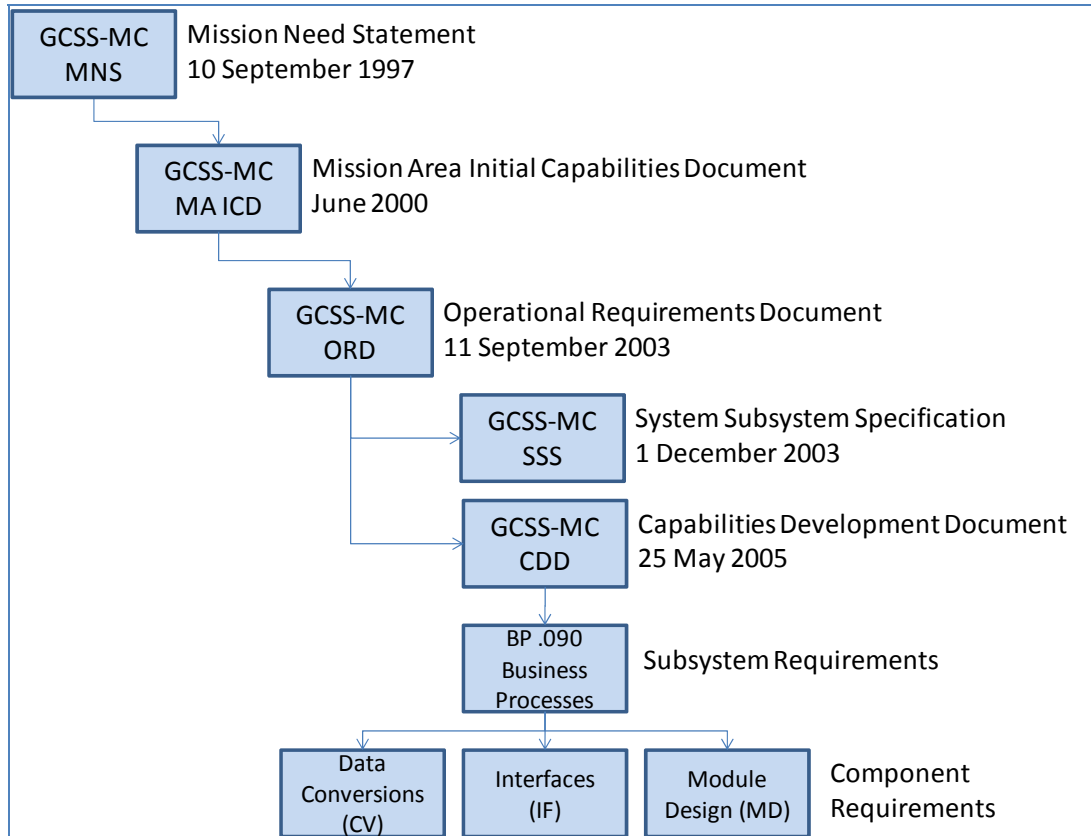 GCSS-MC
MNS
Mission Need Statement
10 September 1997
GCSS-MC
MA ICD
Mission Area Initial Capabilities Document
June 2000
GCSS-MC
ORD
Operational Requirements Document
11 September 2003
GCSS-MC
SSS
System Subsystem Specification
1 December 2003
GCSS-MC
CDD
Capabilities Development Document
25 May 2005
BP .090
Business
Processes
Subsystem Requirements
Data
Conversions
(CV)
Interfaces
(IF)
Module
Design (MD)
Component
Requirements